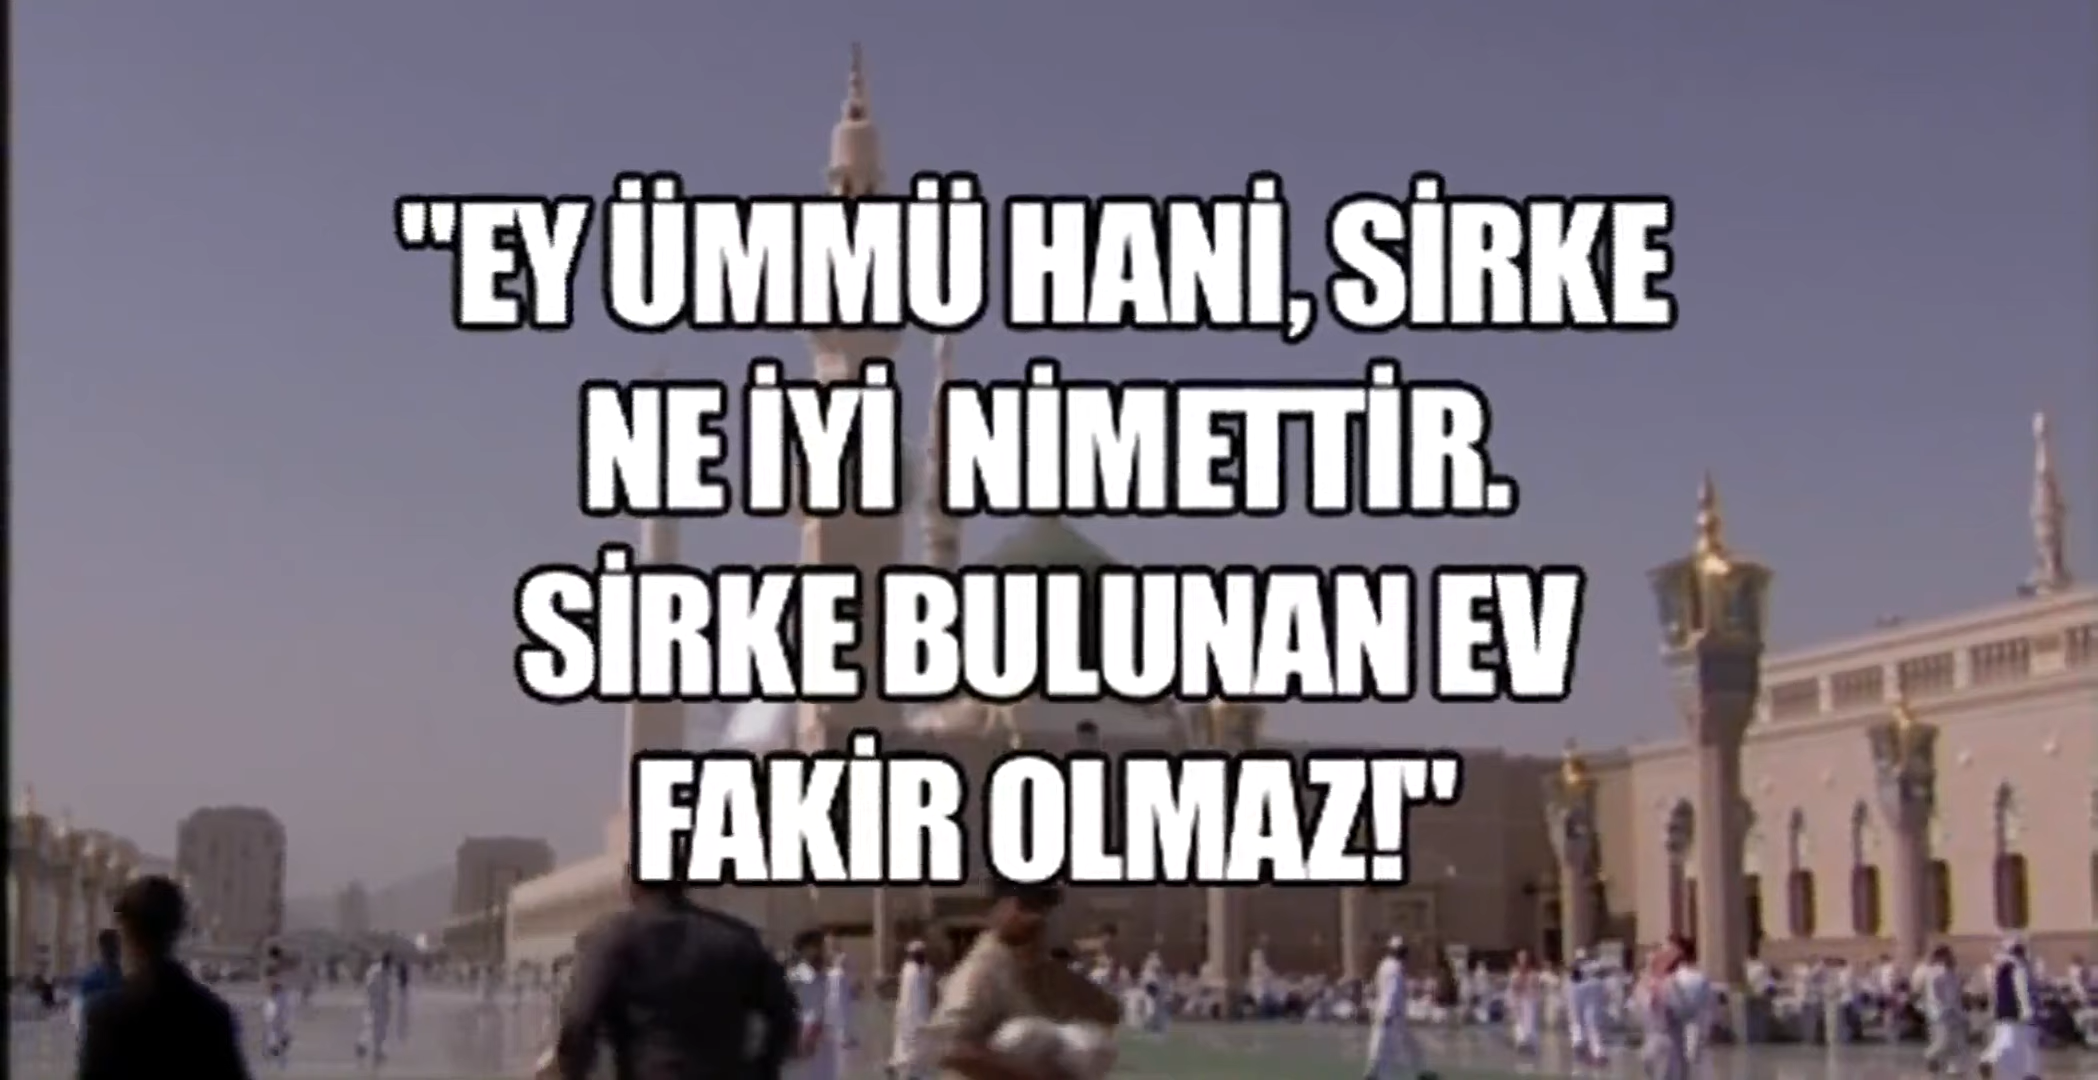 "EY ÜMMÜ HANİ, SİRKE
NE İYİ  NİMETTİR.
SİRKE BULUNAN EV
FAKİR OLMAZ!"